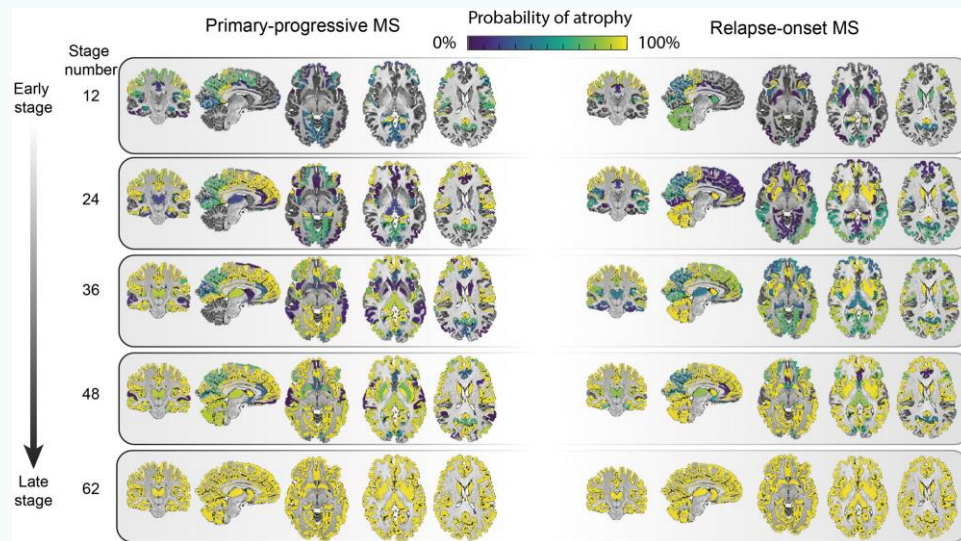 Primary-progressive MS
Probability of atrophy
0%
100%
Relapse-onset MS
Stage
number
Early
stage
12
24
36
48
Late
stage
62